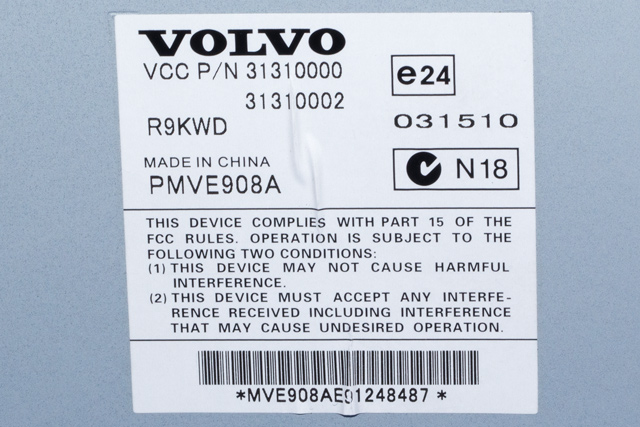 VOLVO
VCC P/N 31310000
31310002
R9KWD
MADE IN CHINA
PMVE908A
e24
031510
N18
THIS DEVICE COMPLIES WITH PART 15 OF THE
FCC RULES. OPERATION IS SUBJECT TO THE
FOLLOWING TWO CONDITIONS:
(1) THIS DEVICE MAY NOT CAUSE HARMFUL
INTERFERENCE.
(2) THIS DEVICE MUST ACCEPT ANY INTERFE-
RENCE RECEIVED INCLUDING INTERFERENCE
THAT MAY CAUSE UNDESIRED OPERATION.
*MVE908AE91248487 *